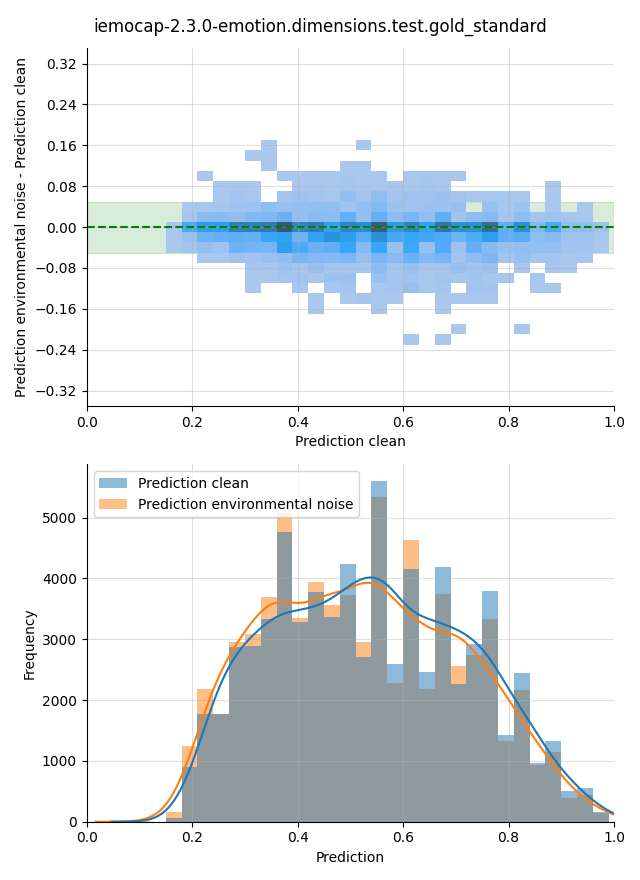 iemocap-2.3.0-emotion.dimensions.test.gold_standard
Prediction environmental noise - Prediction clean
0.32
0.24
0.16
0.08
0.00
−0.08
−0.16
−0.24
−0.32
0.0 0.2 0.4 0.6 0.8 1.0
Prediction clean
Prediction clean
Prediction environmental noise
Frequency
5000
4000
3000
2000
1000
0
0.0 0.2 0.4 0.6 0.8 1.0
Prediction